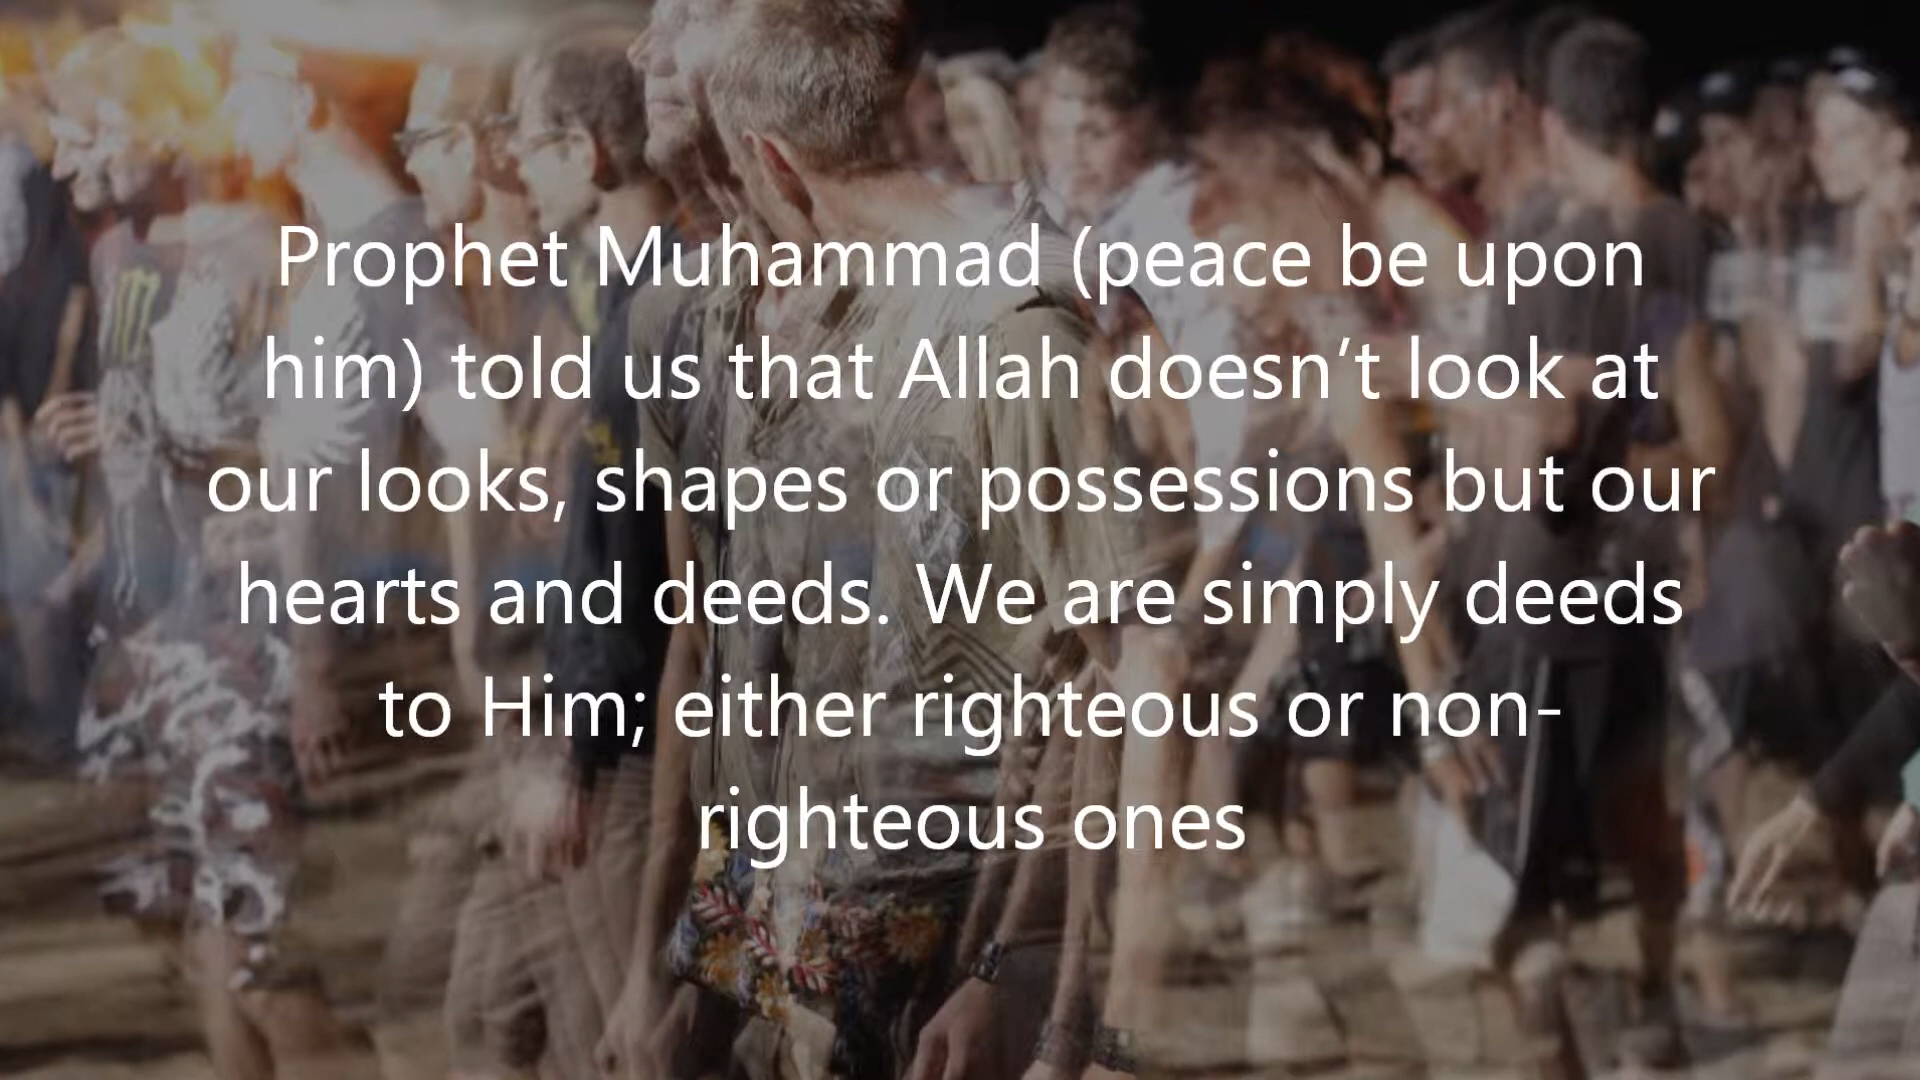 Prophet Muhammad (peace be upon
him) told us that Allah doesn’t look at
our looks, shapes or possessions but our
hearts and deeds. We are simply deeds
to Him; either righteous or non-
righteous ones